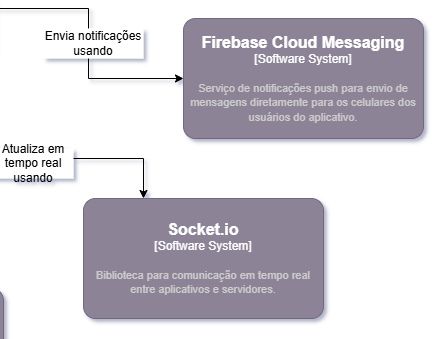 Envia notificações
usando
Firebase Cloud Messaging
[Software System]
Serviço de notificações push para envio de
mensagens diretamente para os celulares dos
usuários do aplicativo.
Atualiza em
tempo real
usando
Socket.io
[Software System]
Biblioteca para comunicação em tempo real
entre aplicativos e servidores.